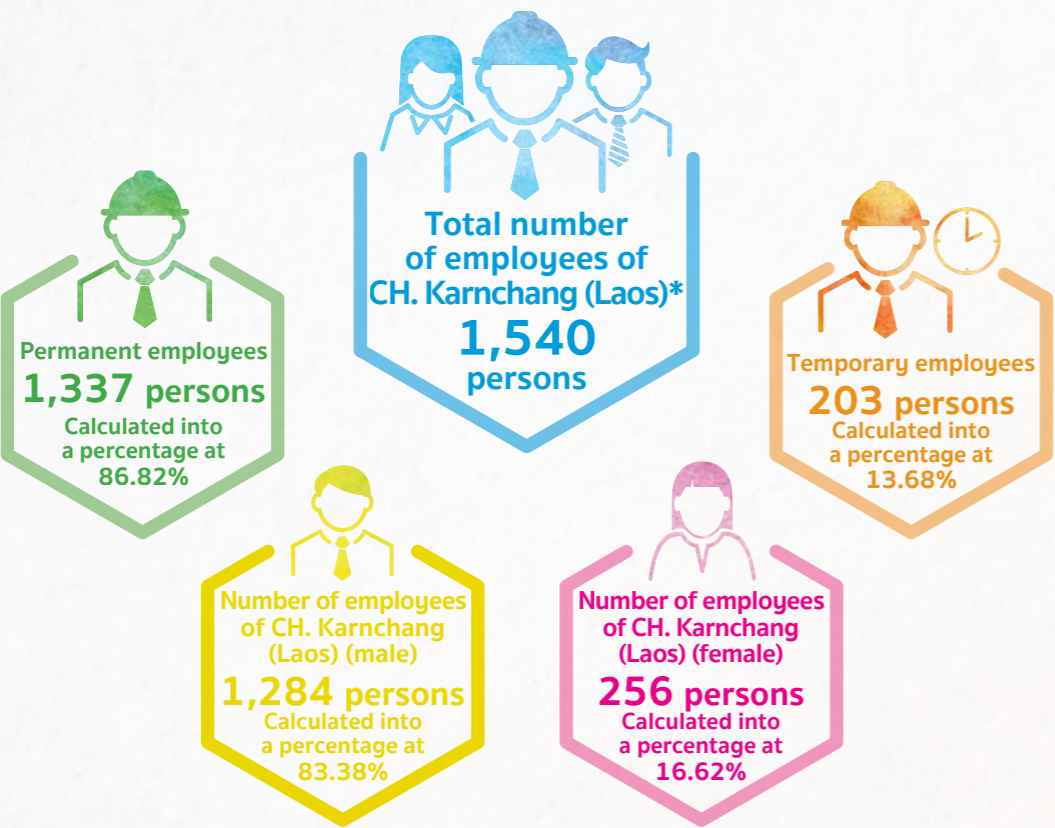 Total number
of employees of
CH. Karnchang (Laos)*
1,540
persons
Permanent employees
1,337 persons
Calculated into
a percentage at
86.82%
Temporary employees
203 persons
Calculated into
a percentage at
13.68%
Number of employees
of CH. Karnchang
(Laos) (male)
1,284 persons
Calculated into
a percentage at
83.38%
Number of employees
of CH. Karnchang
(Laos) (female)
256 persons
Calculated into
a percentage at
16.62%